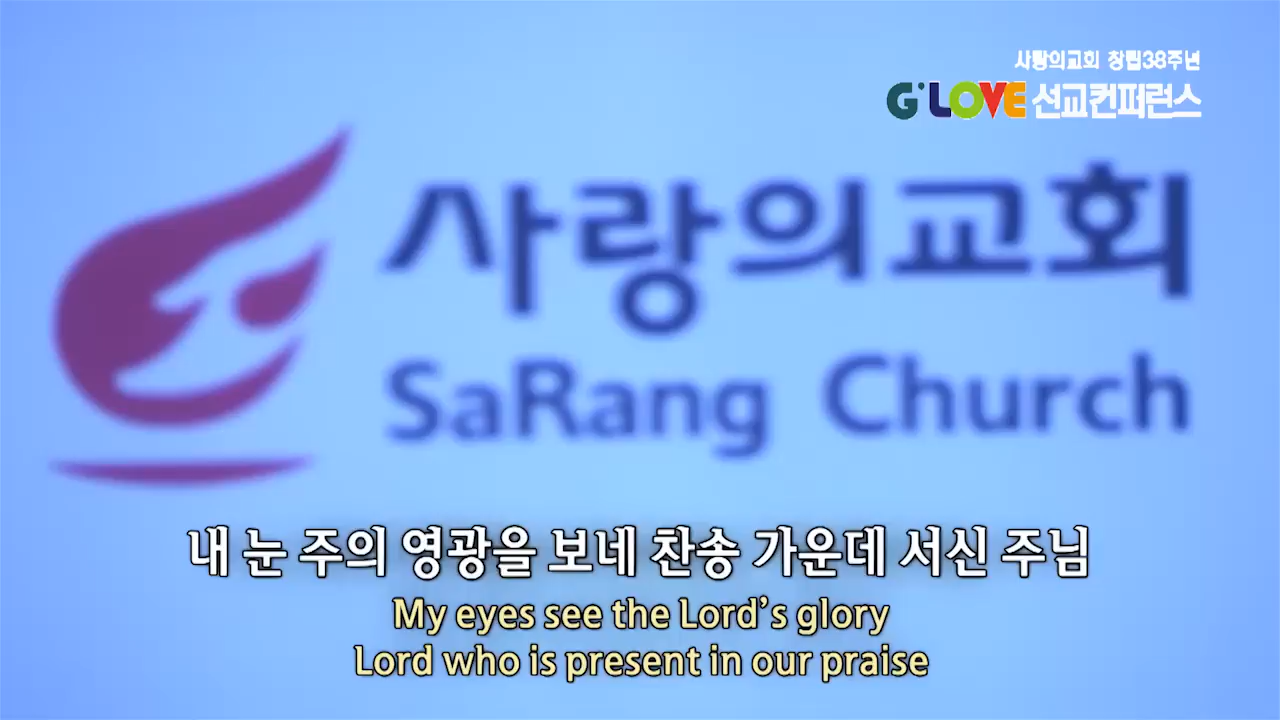 사랑의교회 창립38주년
G·LOVE 선교컨퍼런스
사랑의교회
SaRang Church
내 눈 주의 영광을 보네 찬송 가운데 서신 주님
My eyes see the Lord's glory
Lord who is present in our praise